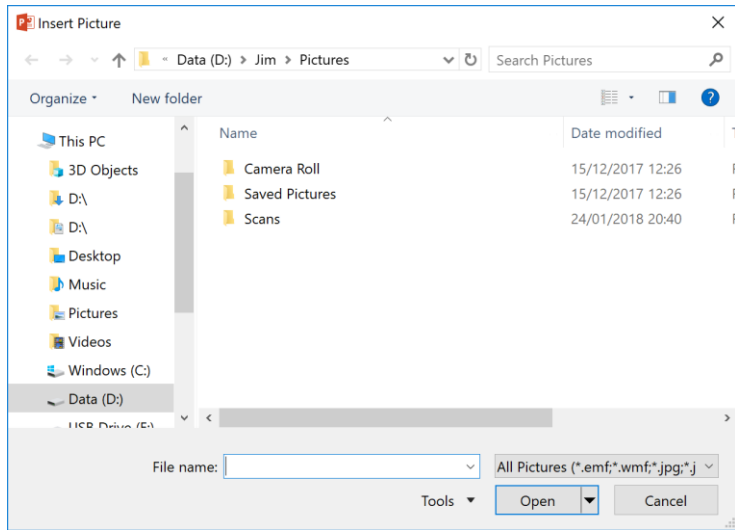 Insert Picture
« Data (D:) > Jim > Pictures
Search Pictures
Organize
New folder
Name
Date modified
This PC
3D Objects
D:\
D:\
Desktop
Music
Pictures
Videos
Windows (C:)
Data (D:)
USB Drive (F:)
Camera Roll 15/12/2017 12:26
Saved Pictures 15/12/2017 12:26
Scans 24/01/2018 20:40
File name:
All Pictures (*.emf;*.wmf;*.jpg;*.j
Tools
Open
Cancel